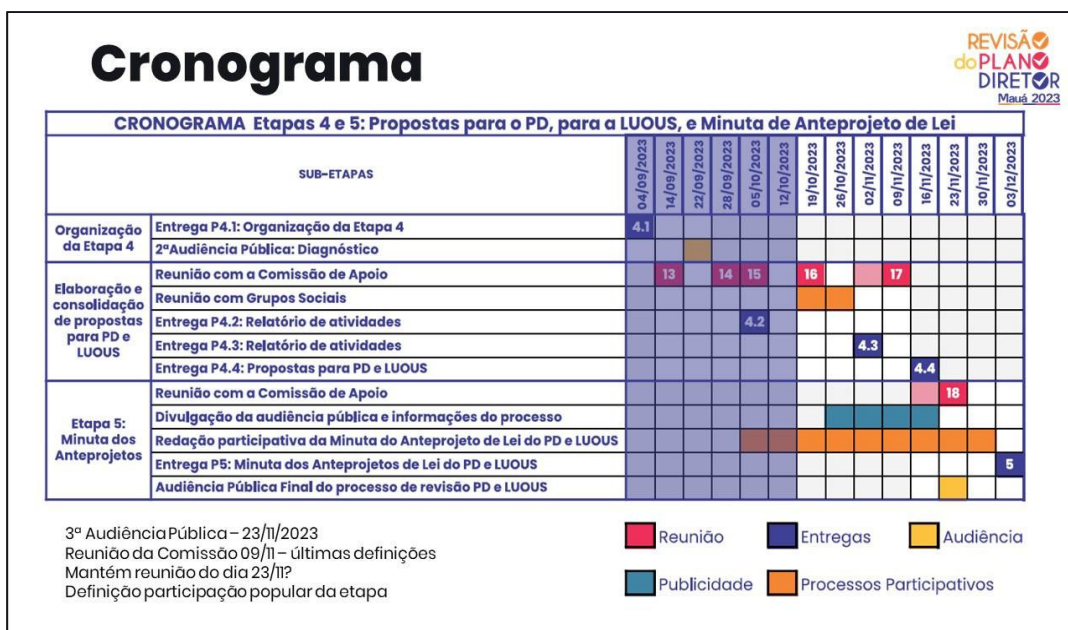 Cronograma
REVISÃO
do PLANO
DIRETOR
Mauá 2023
CRONOGRAMA Etapas 4 e 5: Propostas para o PD, para a LUOUS, e Minuta de Anteprojeto de Lei
SUB-ETAPAS
04/09/2023
14/09/2023
22/09/2023
28/09/2023
05/10/2023
12/10/2023
19/10/2023
26/10/2023
02/11/2023
09/11/2023
16/11/2023
23/11/2023
30/11/2023
03/12/2023
Organização
da Etapa 4
Entrega P4.1: Organização da Etapa 4
4.1
2ªAudiência Pública: Diagnóstico
Elaboração e
consolidação
de propostas
para PD e
LUOUS
Reunião com a Comissão de Apoio
13
14
15
16
17
Reunião com Grupos Sociais
Entrega P4.2: Relatório de atividades
4.2
Entrega P4.3: Relatório de atividades
4.3
Entrega P4.4: Propostas para PD e LUOUS
4.4
Etapa 5:
Minuta dos
Anteprojetos
Reunião com a Comissão de Apoio
18
Divulgação da audiência pública e informações do processo
Redação participativa da Minuta do Anteprojeto de Lei do PD e LUOUS
Entrega P5: Minuta dos Anteprojetos de Lei do PD e LUOUS
5
Audiência Pública Final do processo de revisão PD e LUOUS
3ª Audiência Pública – 23/11/2023
Reunião da Comissão 09/11 – últimas definições
Mantém reunião do dia 23/11?
Definição participação popular da etapa
Reunião
Entregas
Audiência
Publicidade
Processos Participativos